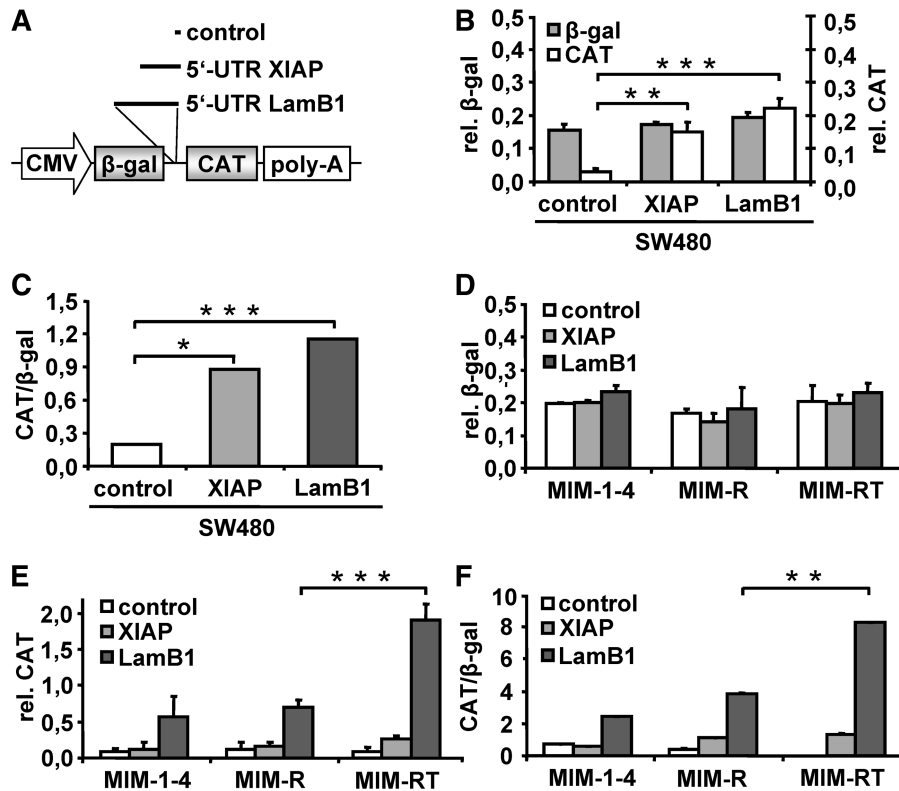 A
control
5‘-UTR XIAP
5‘-UTR LamB1
CMV β-gal CAT poly-A
B
β-gal
CAT
* * *
* *
rel. β-gal
0,5
0,4
0,3
0,2
0,1
0,0
rel. CAT
0,5
0,4
0,3
0,2
0,1
0,0
control XIAP LamB1
SW480
C
* * *
*
CAT/β-gal
1,5
1,2
0,9
0,6
0,3
0,0
control XIAP LamB1
SW480
D
control
XIAP
LamB1
rel. β-gal
0,5
0,4
0,3
0,2
0,1
0,0
MIM-1-4 MIM-R MIM-RT
E
control
XIAP
LamB1
* * *
rel. CAT
2,0
1,5
1,0
0,5
0,0
MIM-1-4 MIM-R MIM-RT
F
control
XIAP
LamB1
* *
CAT/β-gal
10
8
6
4
2
0
MIM-1-4 MIM-R MIM-RT